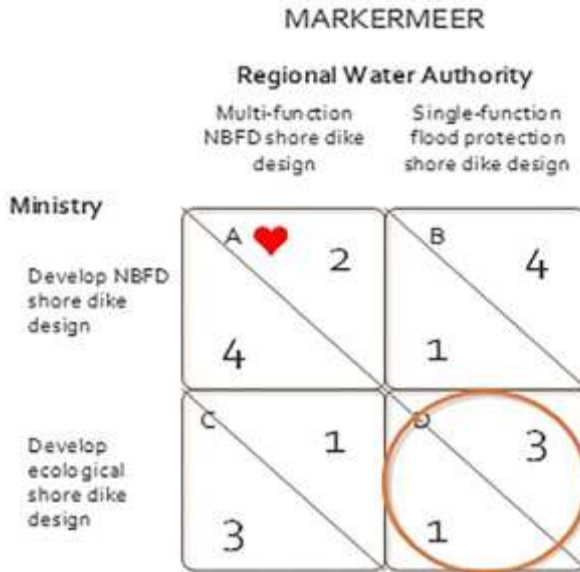 MARKERMEER
Regional Water Authority
Multi-function
NBFD shore dike
design
Single-function
flood protection
shore dike design
Ministry
Develop NBFD
shore dike
design
A
2
4
B
4
1
Develop
ecological
shore dike
design
C
1
3
D
3
1